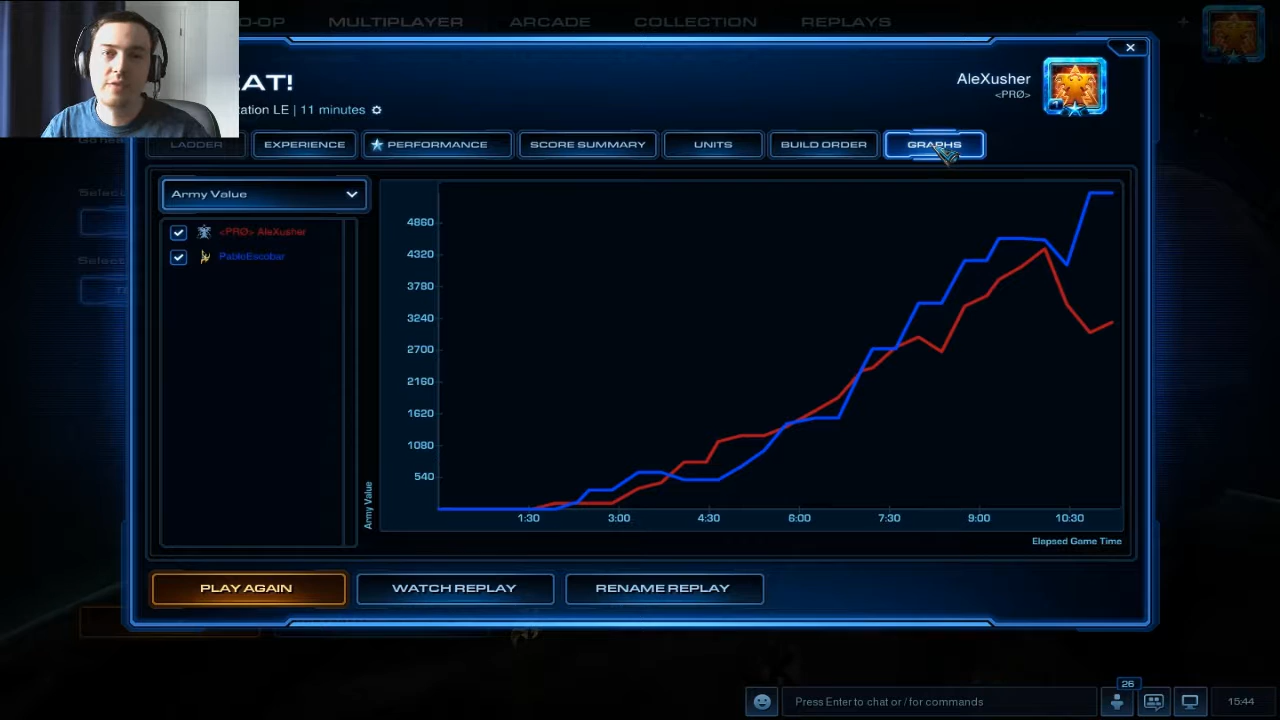 O-OP MULTIPLAYER ARCADE COLLECTION REPLAYS
EAT!
tation LE | 11 minutes
AleXusher
<PRØ>
LADDER EXPERIENCE PERFORMANCE SCORE SUMMARY UNITS BUILD ORDER GRAPHS
Army Value
<PRØ> AleXusher
PabloEscobar
4860
4320
3780
3240
2700
2160
1620
1080
540
Army Value
1:30 3:00 4:30 6:00 7:30 9:00 10:30
Elapsed Game Time
PLAY AGAIN WATCH REPLAY RENAME REPLAY
26
Press Enter to chat or / for commands
15:44